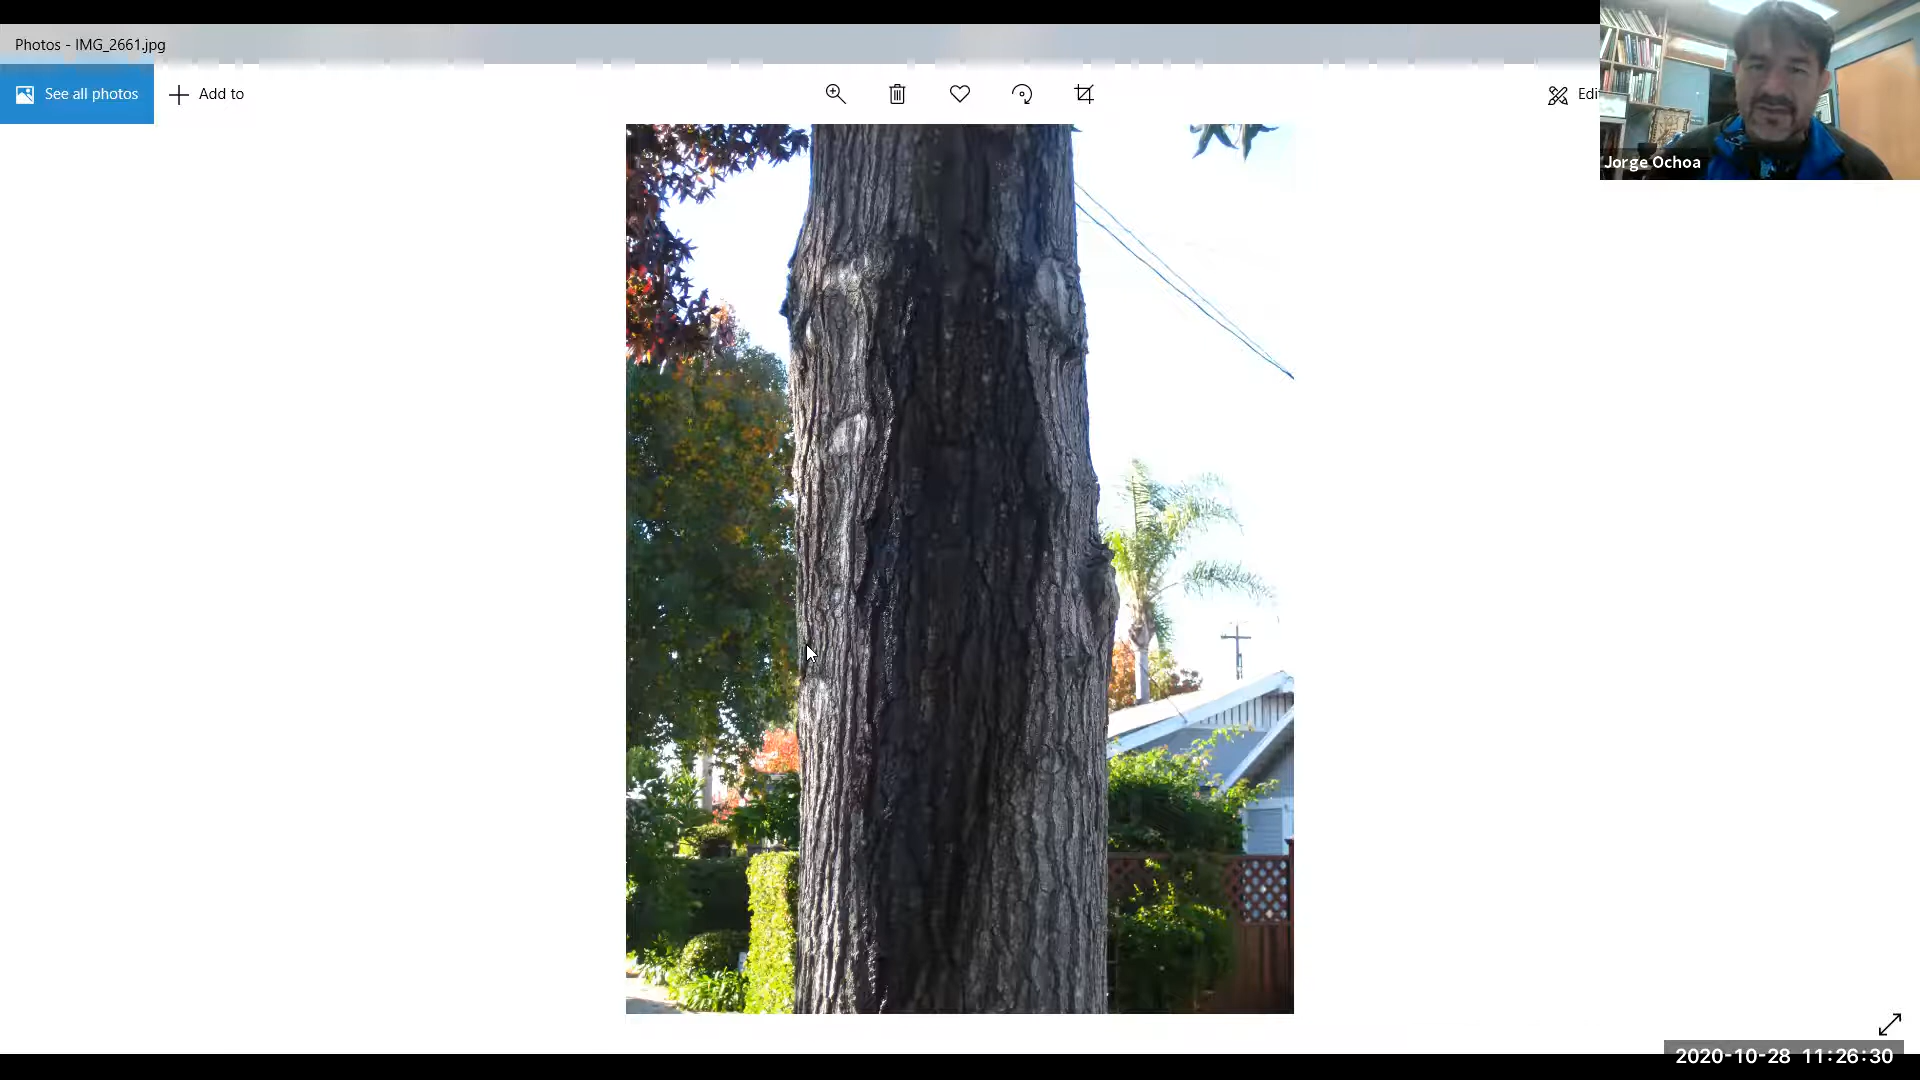 Photos - IMG_2661.jpg
See all photos
Add to
Edi
Jorge Ochoa
2020-10-28 11:26:30